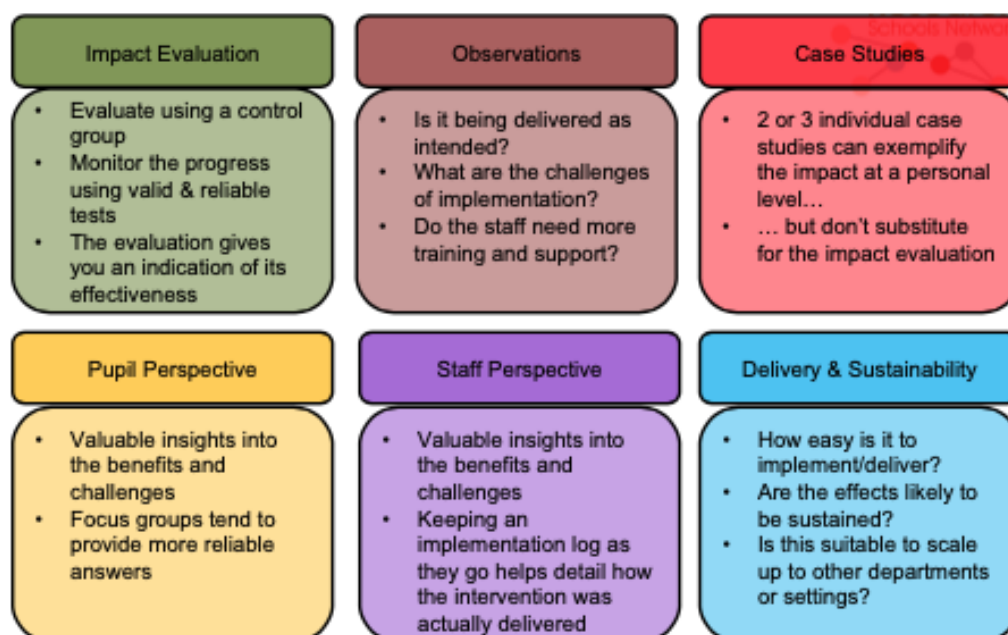 Schools Network
Impact Evaluation
• Evaluate using a control
group
• Monitor the progress
using valid & reliable
tests
• The evaluation gives
you an indication of its
effectiveness
Observations
• Is it being delivered as
intended?
• What are the challenges
of implementation?
• Do the staff need more
training and support?
Case Studies
• 2 or 3 individual case
studies can exemplify
the impact at a personal
level…
• … but don’t substitute
for the impact evaluation
Pupil Perspective
• Valuable insights into
the benefits and
challenges
• Focus groups tend to
provide more reliable
answers
Staff Perspective
• Valuable insights into
the benefits and
challenges
• Keeping an
implementation log as
they go helps detail how
the intervention was
actually delivered
Delivery & Sustainability
• How easy is it to
implement/deliver?
• Are the effects likely to
be sustained?
• Is this suitable to scale
up to other departments
or settings?